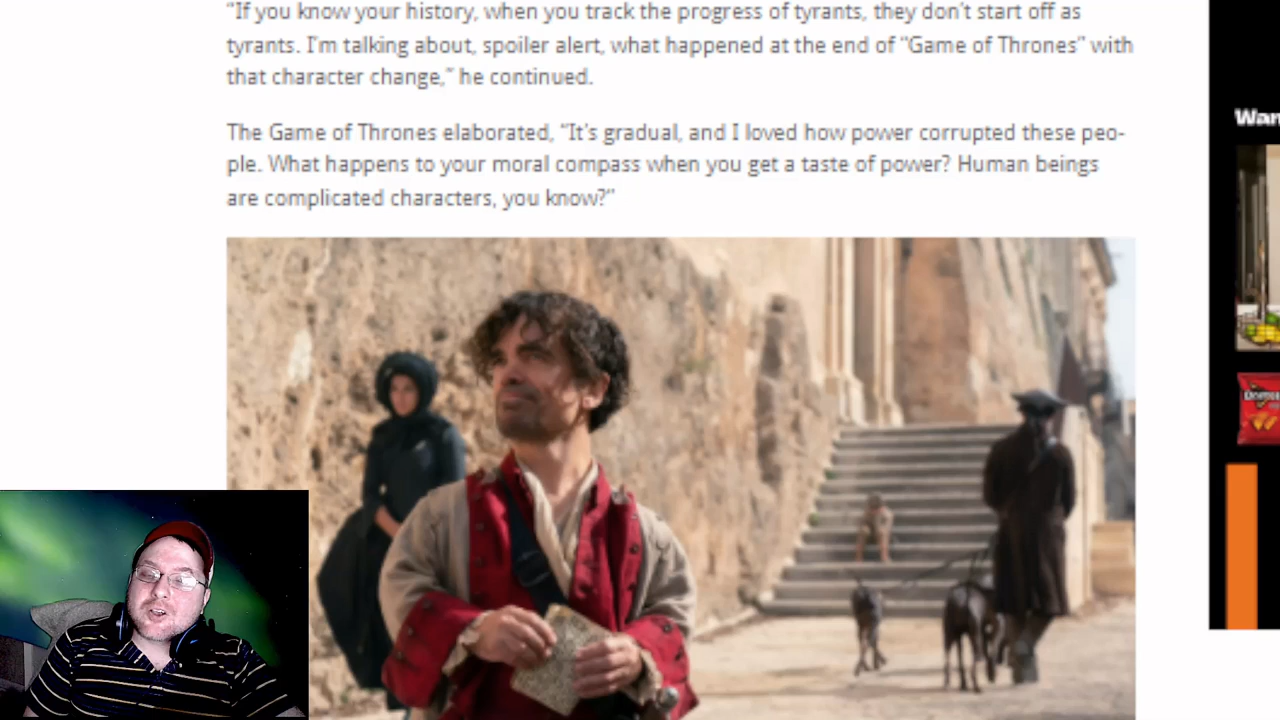 “If you know your history, when you track the progress of tyrants, they don’t start off as
tyrants. I’m talking about, spoiler alert, what happened at the end of “Game of Thrones” with
that character change,” he continued.
The Game of Thrones elaborated, “It’s gradual, and I loved how power corrupted these peo-
ple. What happens to your moral compass when you get a taste of power? Human beings
are complicated characters, you know?”
Wan
Doritos